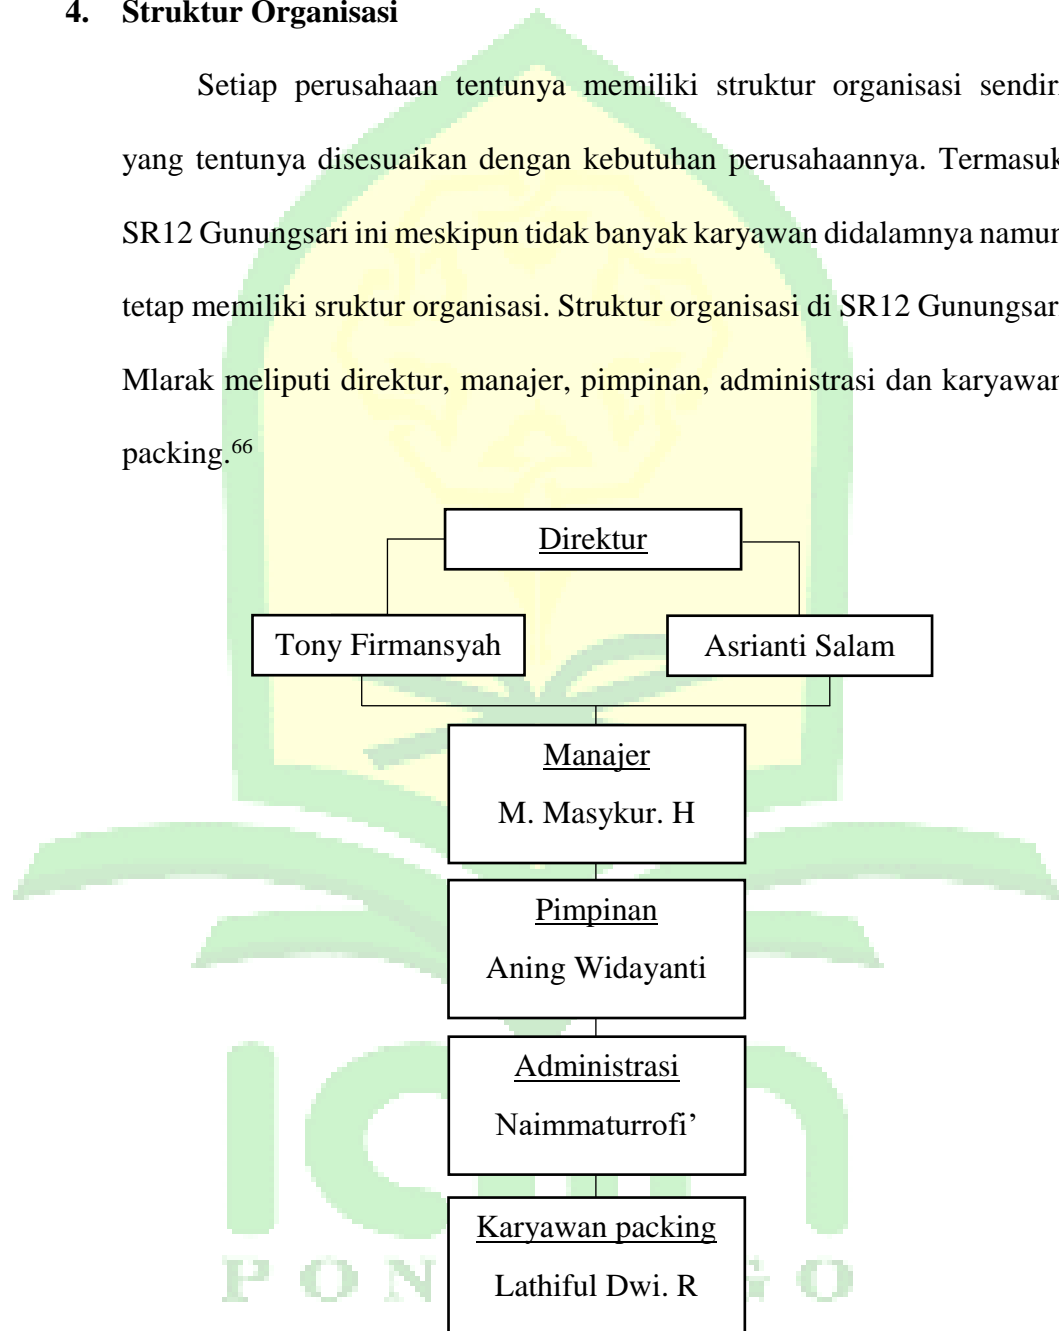 4. Struktur Organisasi
Setiap perusahaan tentunya memiliki struktur organisasi sendiri
yang tentunya disesuaikan dengan kebutuhan perusahaannya. Termasuk
SR12 Gunungsari ini meskipun tidak banyak karyawan didalamnya namun
tetap memiliki sruktur organisasi. Struktur organisasi di SR12 Gunungsari
Mlarak meliputi direktur, manajer, pimpinan, administrasi dan karyawan
packing.⁶⁶
Direktur
Tony Firmansyah
Asrianti Salam
Manajer
M. Masykur. H
Pimpinan
Aning Widayanti
Administrasi
Naimmaturrofi’
Karyawan packing
Lathiful Dwi. R